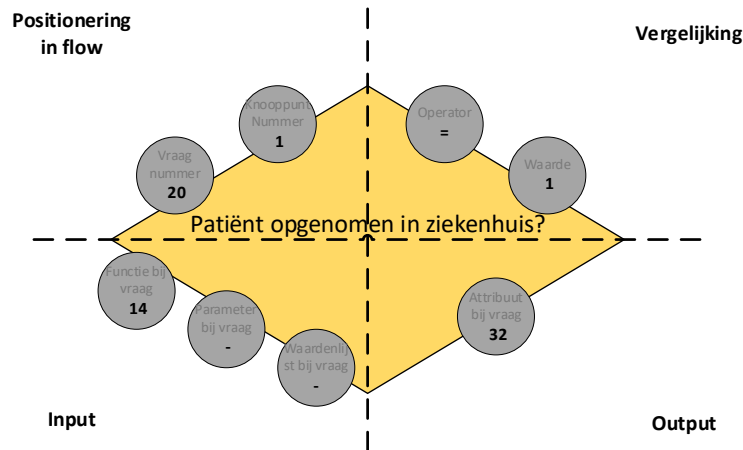 Positionering
in flow
Vergelijking
Knooppunt
Nummer
1
Operator
=
Vraag
nummer
20
Waarde
1
Patiënt opgenomen in ziekenhuis?
Functie bij
vraag
14
Parameter
bij vraag
-
Waardenlij
st bij vraag
-
Attribuut
bij vraag
32
Input
Output